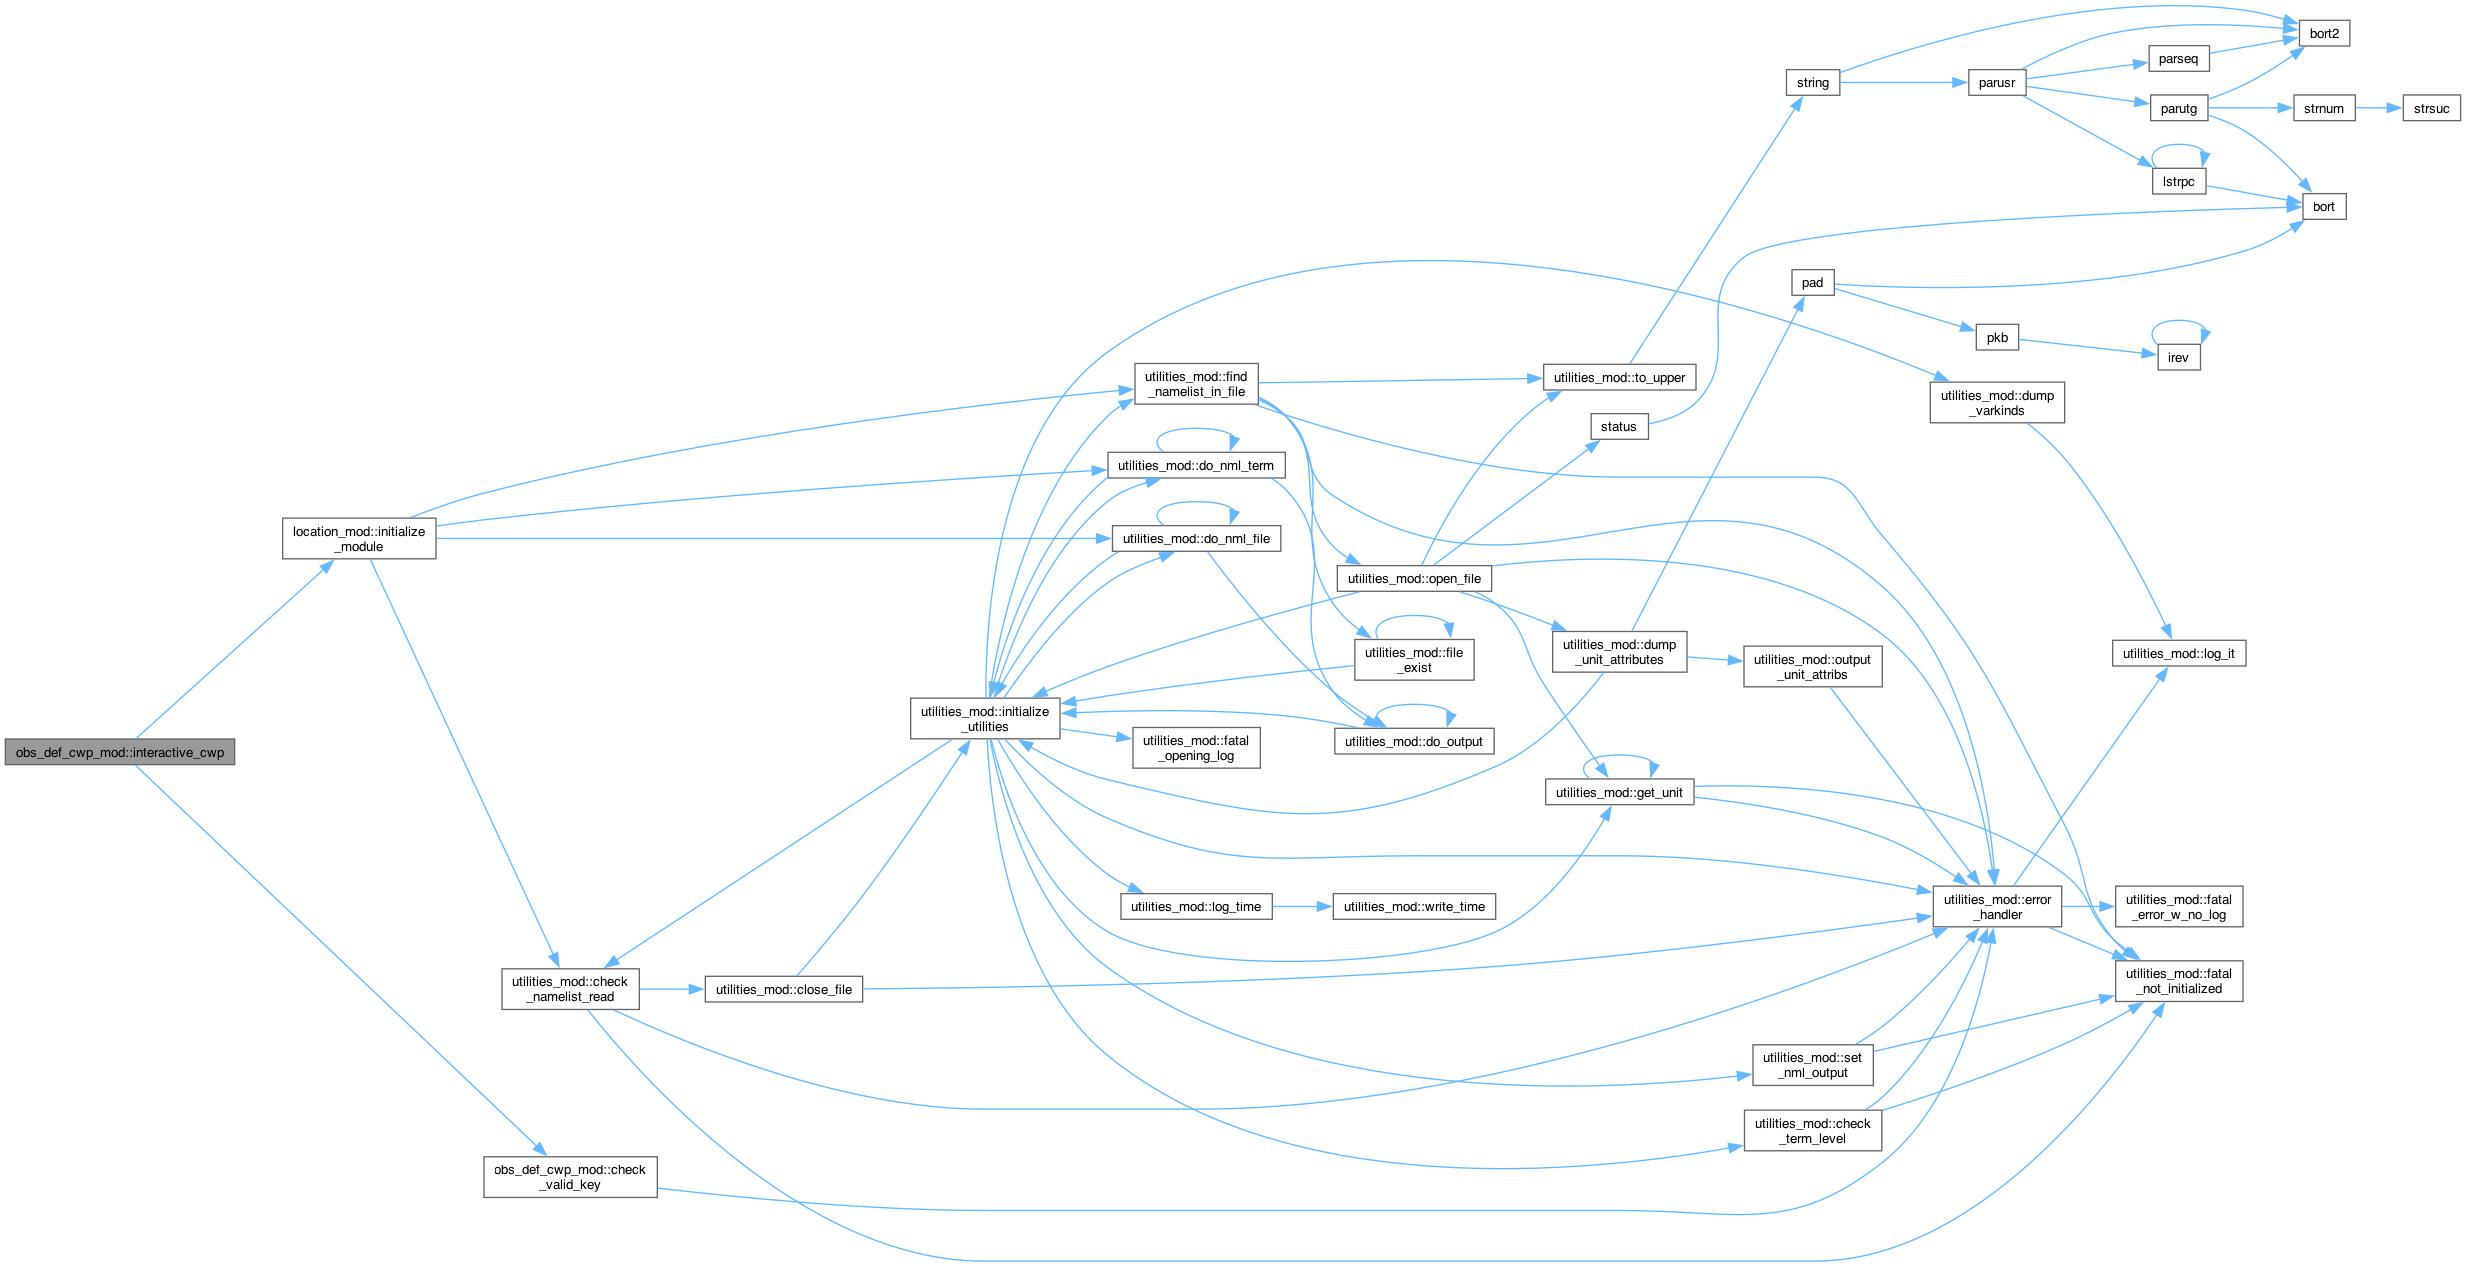 obs_def_cwp_mod::interactive_cwp
location_mod::initialize
_module
utilities_mod::check
_namelist_read
obs_def_cwp_mod::check
_valid_key
utilities_mod::close_file
utilities_mod::initialize
_utilities
utilities_mod::find
_namelist_in_file
utilities_mod::do_nml_term
utilities_mod::do_nml_file
utilities_mod::fatal
_opening_log
utilities_mod::log_time
utilities_mod::open_file
utilities_mod::file
_exist
utilities_mod::do_output
utilities_mod::write_time
utilities_mod::to_upper
status
utilities_mod::dump
_unit_attributes
utilities_mod::get_unit
string
pad
utilities_mod::output
_unit_attribs
utilities_mod::set
_nml_output
utilities_mod::check
_term_level
parusr
pkb
utilities_mod::dump
_varkinds
utilities_mod::error
_handler
parseq
parutg
lstrpc
irev
utilities_mod::log_it
utilities_mod::fatal
_error_w_no_log
utilities_mod::fatal
_not_initialized
bort2
strnum
bort
strsuc